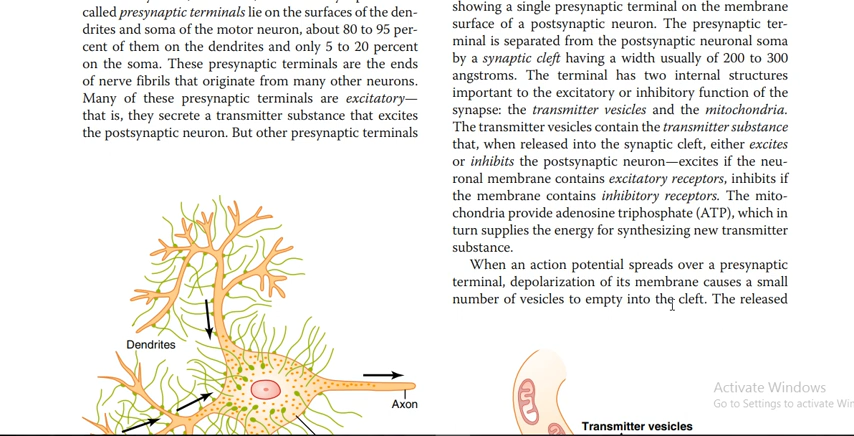 called presynaptic terminals lie on the surfaces of the den-
drites and soma of the motor neuron, about 80 to 95 per-
cent of them on the dendrites and only 5 to 20 percent
on the soma. These presynaptic terminals are the ends
of nerve fibrils that originate from many other neurons.
Many of these presynaptic terminals are excitatory—
that is, they secrete a transmitter substance that excites
the postsynaptic neuron. But other presynaptic terminals
Dendrites
Axon
showing a single presynaptic terminal on the membrane
surface of a postsynaptic neuron. The presynaptic ter-
minal is separated from the postsynaptic neuronal soma
by a synaptic cleft having a width usually of 200 to 300
angstroms. The terminal has two internal structures
important to the excitatory or inhibitory function of the
synapse: the transmitter vesicles and the mitochondria.
The transmitter vesicles contain the transmitter substance
that, when released into the synaptic cleft, either excites
or inhibits the postsynaptic neuron—excites if the neu-
ronal membrane contains excitatory receptors, inhibits if
the membrane contains inhibitory receptors. The mito-
chondria provide adenosine triphosphate (ATP), which in
turn supplies the energy for synthesizing new transmitter
substance.
When an action potential spreads over a presynaptic
terminal, depolarization of its membrane causes a small
number of vesicles to empty into the cleft. The released
Transmitter vesicles
Activate Windows
Go to Settings to activate Win